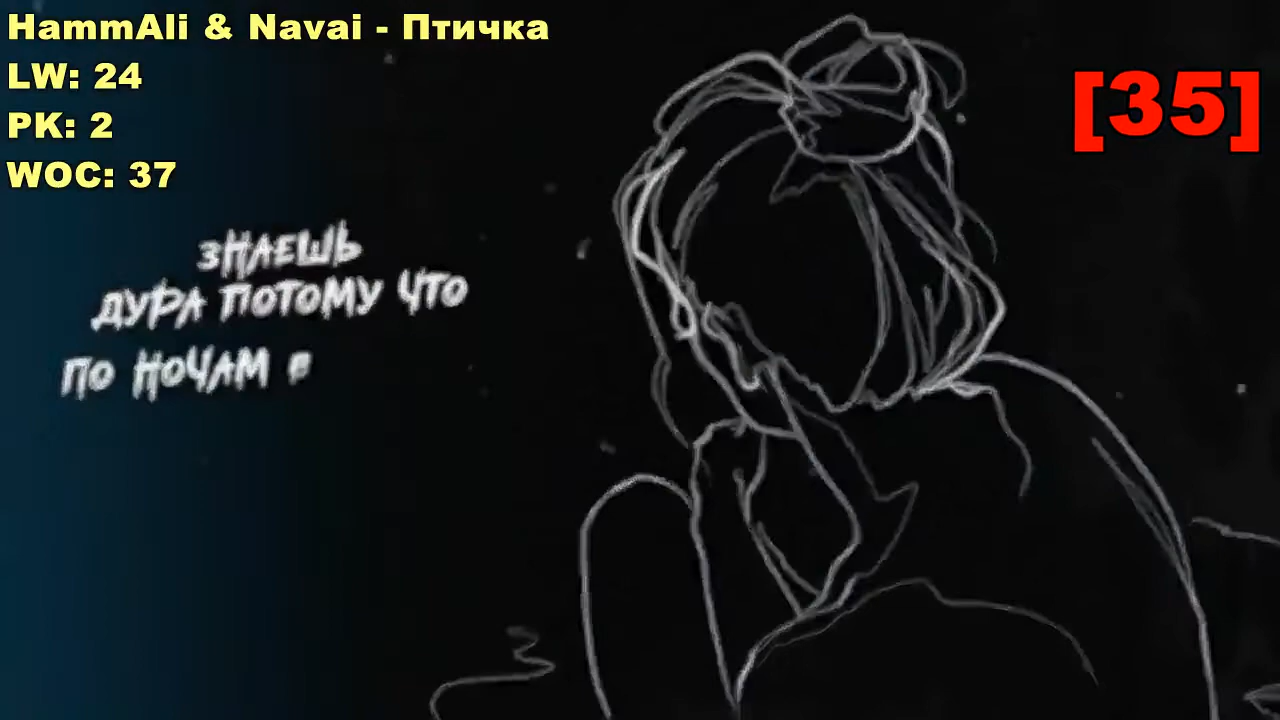 HammAli & Navai - Птичка
LW: 24
PK: 2
WOC: 37
[35]
ЗНАЕШЬ
ДУРА ПОТОМУ ЧТО
ПО НОЧАМ